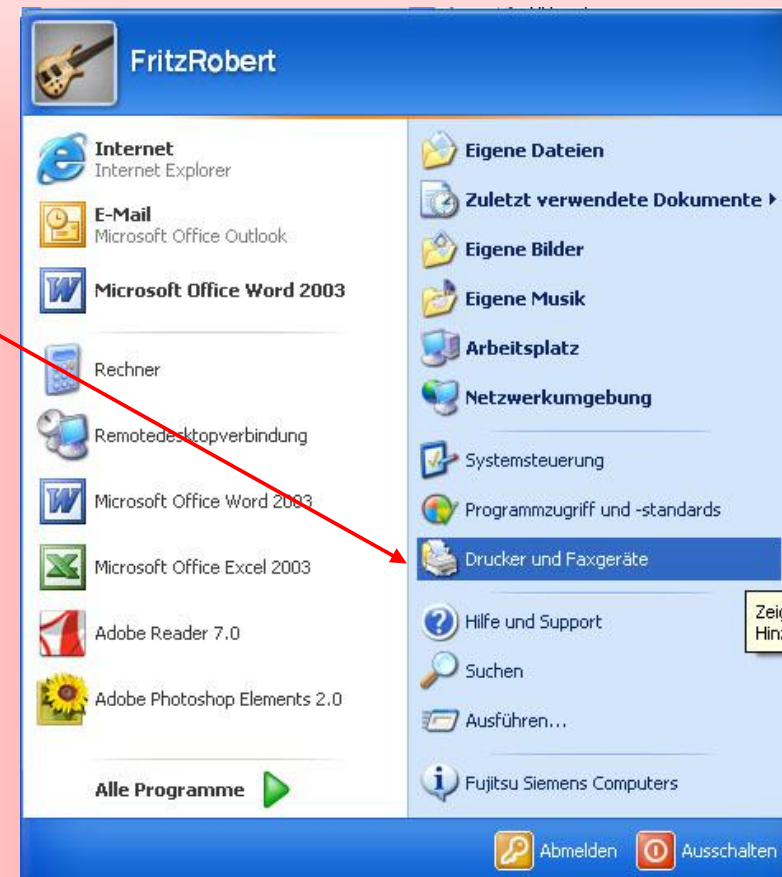 FritzRobert
Internet
Internet Explorer
E-Mail
Microsoft Office Outlook
Microsoft Office Word 2003
Rechner
Remotedesktopverbindung
Microsoft Office Word 2003
Microsoft Office Excel 2003
Adobe Reader 7.0
Adobe Photoshop Elements 2.0
Alle Programme
Eigene Dateien
Zuletzt verwendete Dokumente
Eigene Bilder
Eigene Musik
Arbeitsplatz
Netzwerkumgebung
Systemsteuerung
Programmzugriff und -standards
Drucker und Faxgeräte
Hilfe und Support
Suchen
Ausführen...
Fujitsu Siemens Computers
Abmelden Ausschalten